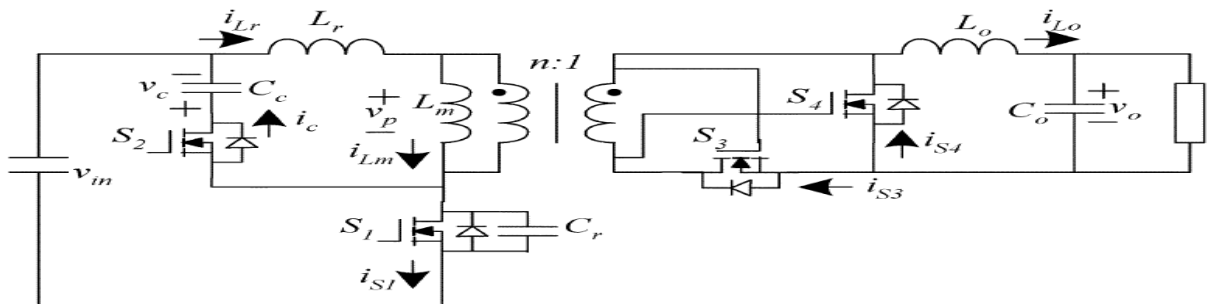 i_Lr
L_r
L_o
i_Lo
n:1
v_c
C_c
+
v_p
L_m
S_4
C_o
+
v_o
+
S_2
i_c
i_Lm
S_3
i_S4
v_in
i_S3
S_1
C_r
i_S1